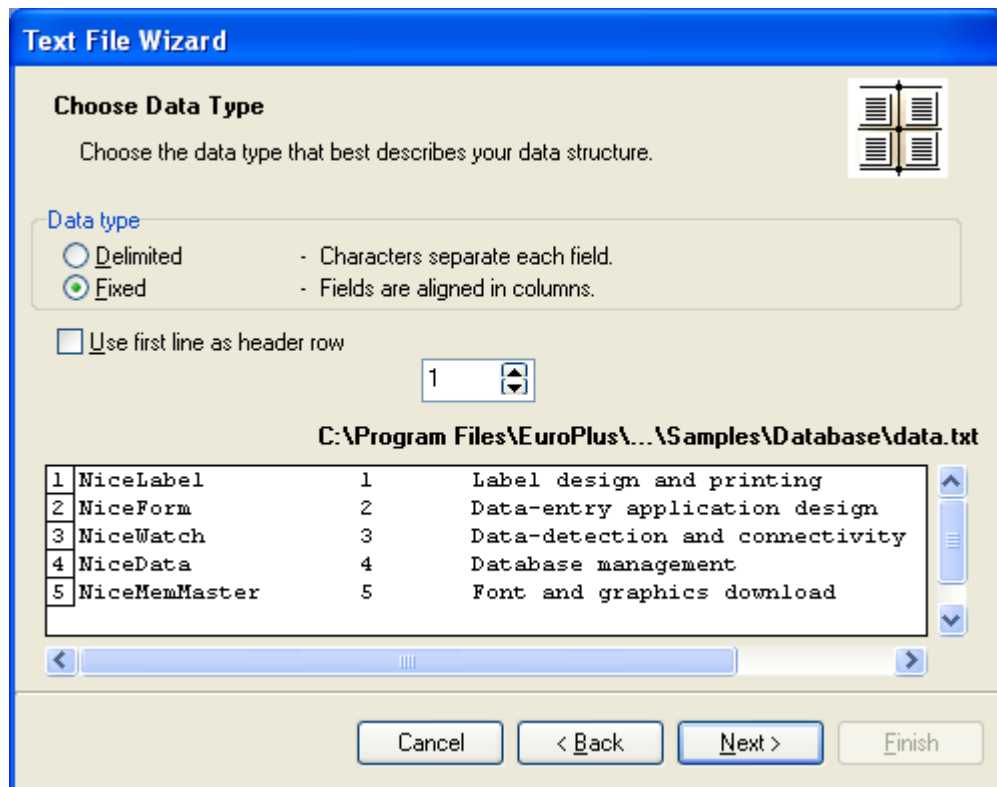 Text File Wizard
Choose Data Type
Choose the data type that best describes your data structure.
Data type
Delimited - Characters separate each field.
Fixed - Fields are aligned in columns.
Use first line as header row
1
C:\Program Files\EuroPlus\...\Samples\Database\data.txt
1 NiceLabel 1 Label design and printing
2 NiceForm 2 Data-entry application design
3 NiceWatch 3 Data-detection and connectivity
4 NiceData 4 Database management
5 NiceMemMaster 5 Font and graphics download
Cancel < Back Next > Finish